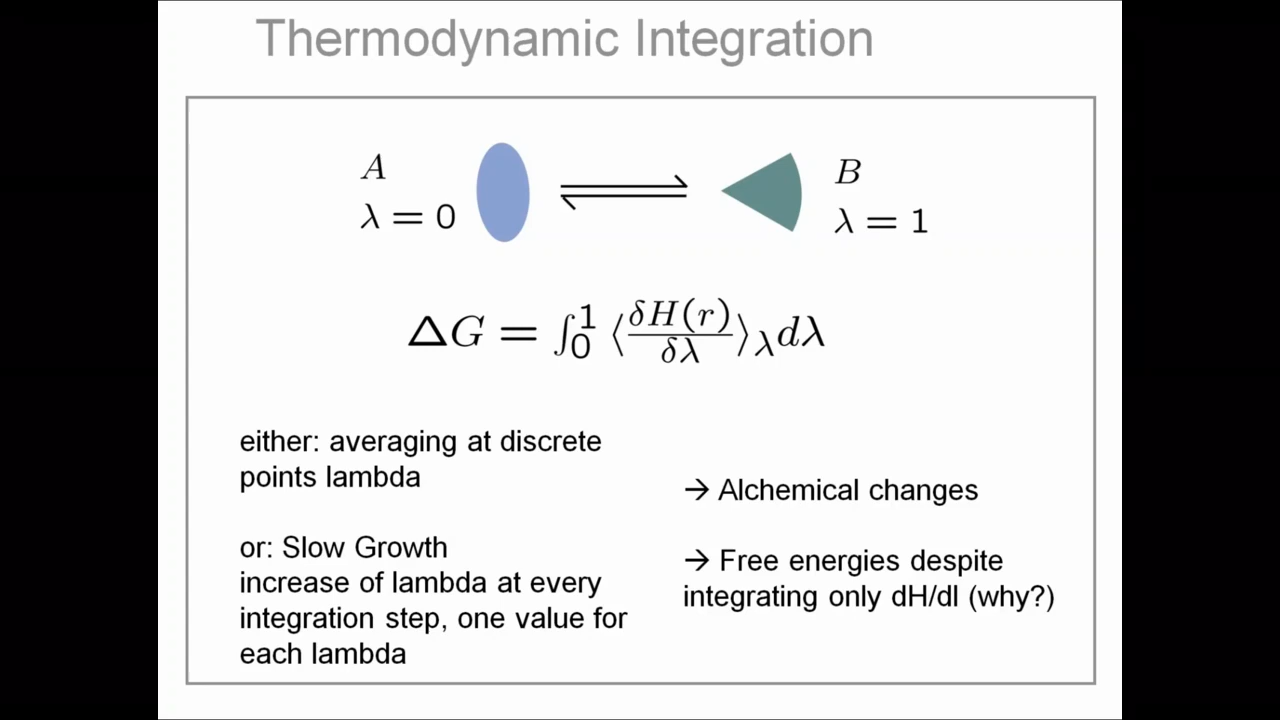 Thermodynamic Integration
A
λ = 0
B
λ = 1
ΔG = ∫₀¹ ⟨δH(r)/δλ⟩_λ dλ
either: averaging at discrete
points lambda
or: Slow Growth
increase of lambda at every
integration step, one value for
each lambda
→ Alchemical changes
→ Free energies despite
integrating only dH/dl (why?)